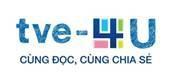 tve-4U
CÙNG ĐỌC, CÙNG CHIA SẺ